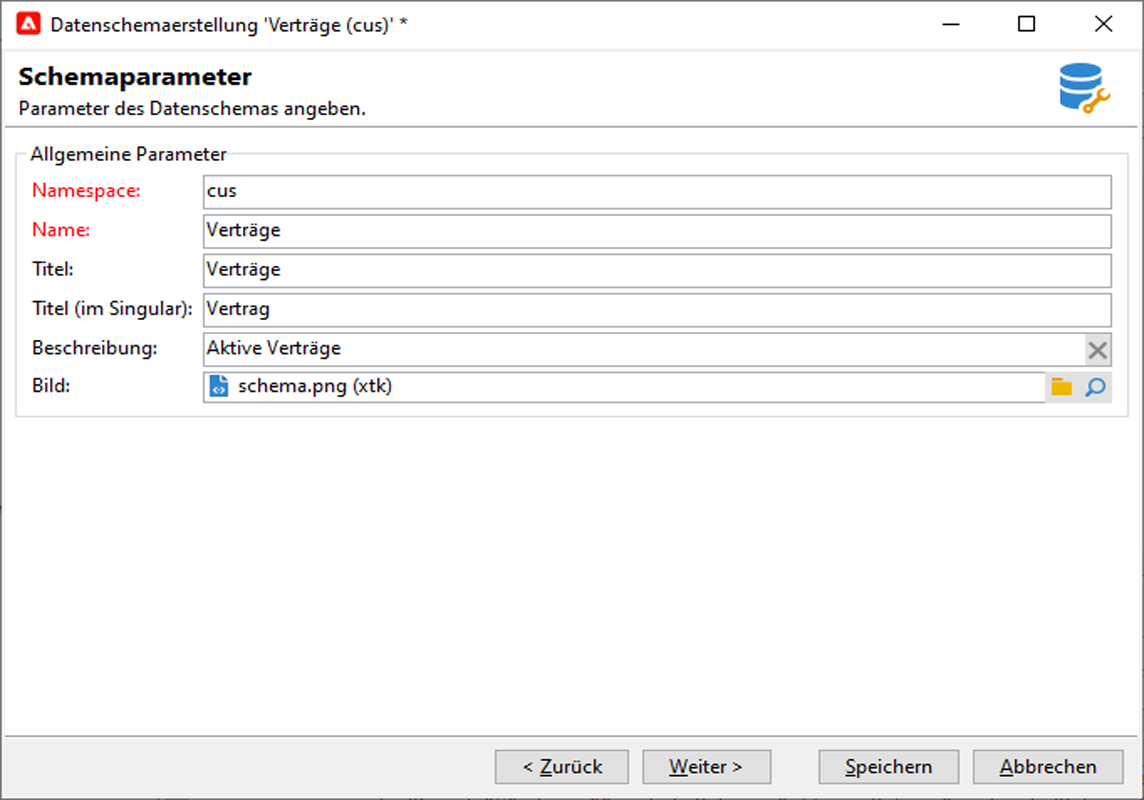 Datenschemaerstellung 'Verträge (cus)' *
Schemaparameter
Parameter des Datenschemas angeben.
Allgemeine Parameter
Namespace: cus
Name: Verträge
Titel: Verträge
Titel (im Singular): Vertrag
Beschreibung: Aktive Verträge
Bild: schema.png (xtk)
< Zurück Weiter > Speichern Abbrechen